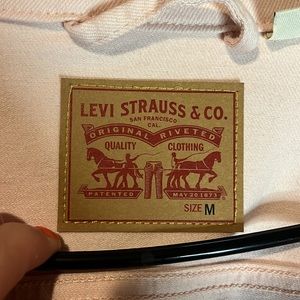 LEVI STRAUSS & CO.
SAN FRANCISCO
CAL.
ORIGINAL RIVETED
QUALITY CLOTHING
PATENTED MAY 20 1873
SIZE M